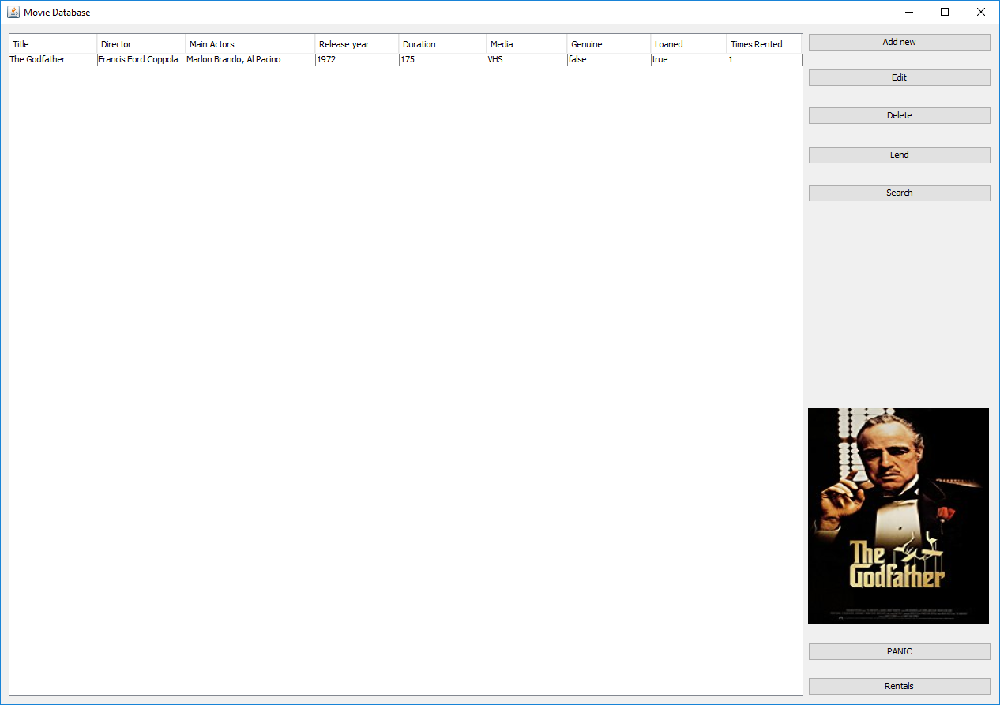 Movie Database
Title Director Main Actors Release year Duration Media Genuine Loaned Times Rented
The Godfather Francis Ford Coppola Marlon Brando, Al Pacino 1972 175 VHS false true 1
Add new
Edit
Delete
Lend
Search
The
Godfather
PANIC
Rentals